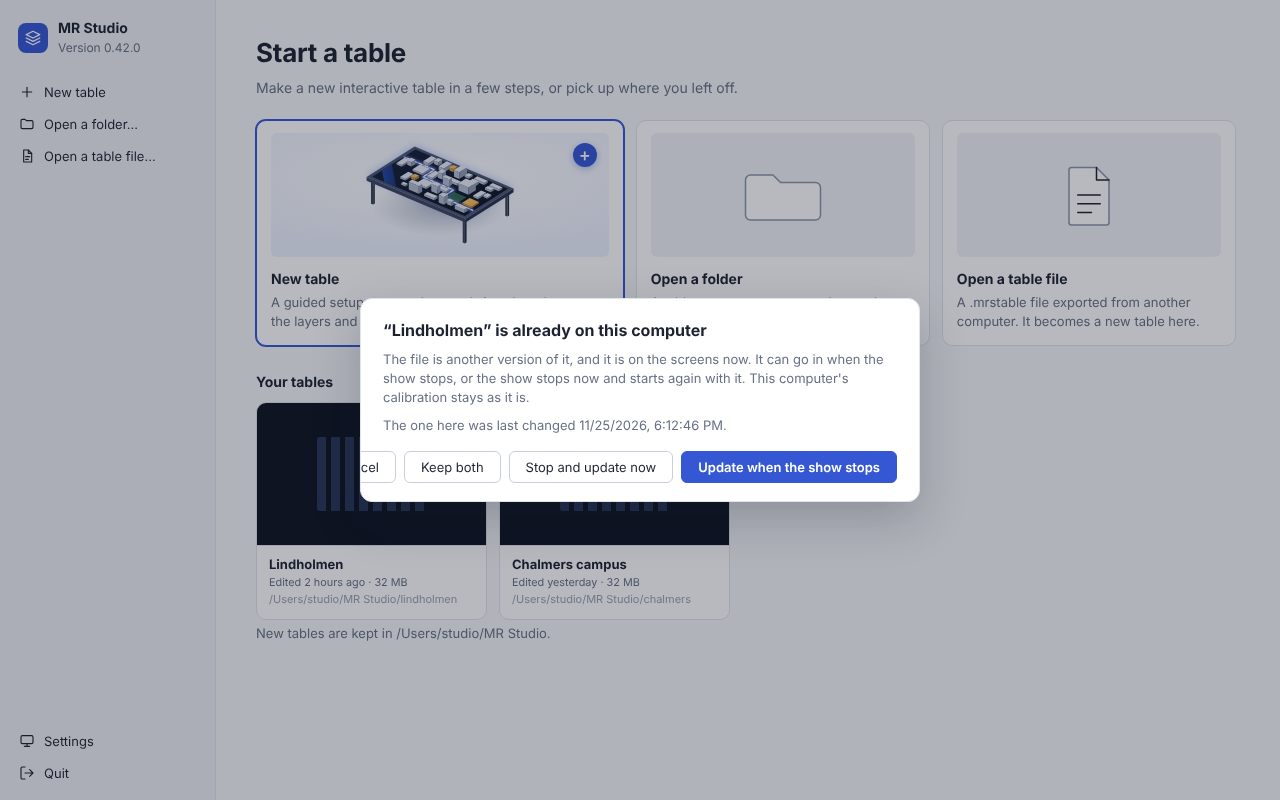 MR Studio
Version 0.42.0
New table
Open a folder...
Open a table file...
Settings
Quit
Start a table
Make a new interactive table in a few steps, or pick up where you left off.
New table
A guided setup
the layers and
Open a folder
Open a table file
A .mrstable file exported from another
computer. It becomes a new table here.
“Lindholmen” is already on this computer
The file is another version of it, and it is on the screens now. It can go in when the
show stops, or the show stops now and starts again with it. This computer's
calibration stays as it is.
The one here was last changed 11/25/2026, 6:12:46 PM.
cel
Keep both
Stop and update now
Update when the show stops
Your tables
Lindholmen
Edited 2 hours ago · 32 MB
/Users/studio/MR Studio/lindholmen
Chalmers campus
Edited yesterday · 32 MB
/Users/studio/MR Studio/chalmers
New tables are kept in /Users/studio/MR Studio.